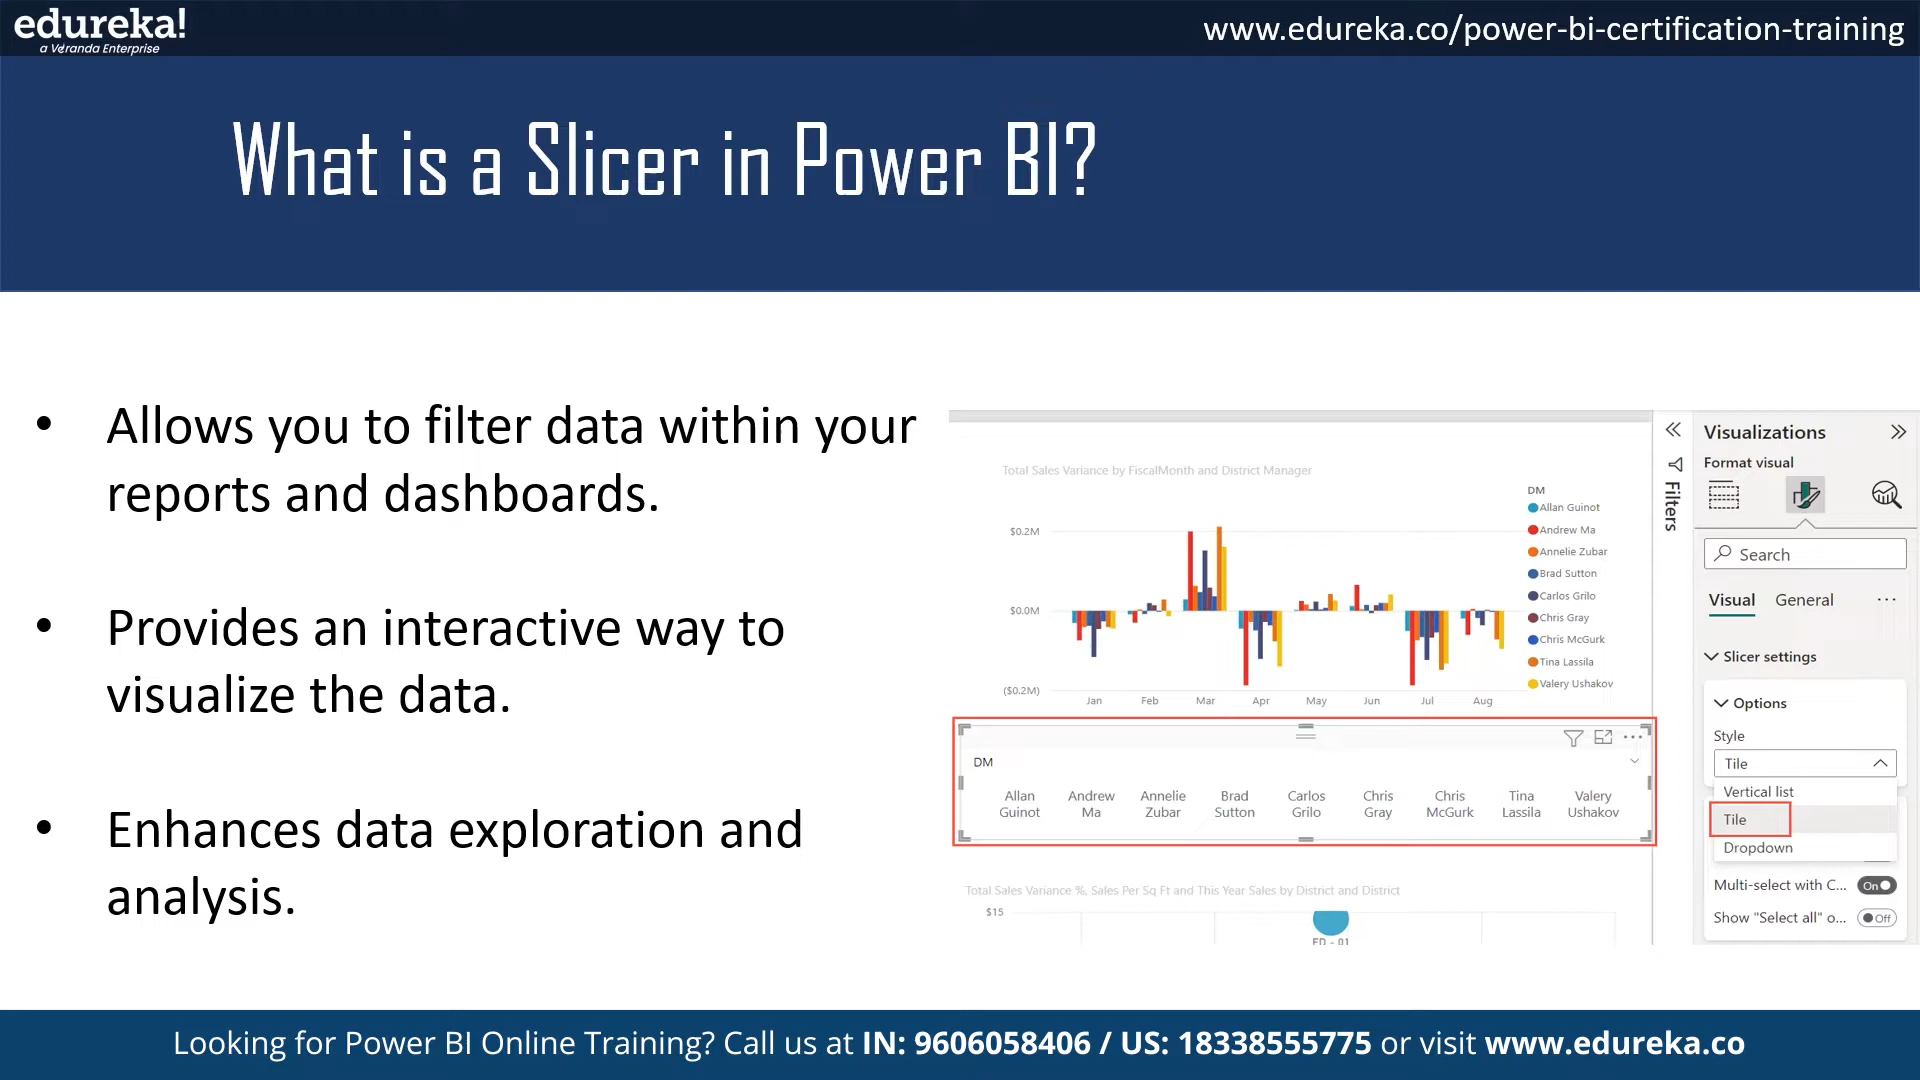 edureka!
a Veranda Enterprise
www.edureka.co/power-bi-certification-training
What is a Slicer in Power BI?
• Allows you to filter data within your
reports and dashboards.
• Provides an interactive way to
visualize the data.
• Enhances data exploration and
analysis.
Total Sales Variance by FiscalMonth and District Manager
$0.2M
$0.0M
($0.2M)
Jan Feb Mar Apr May Jun Jul Aug
DM
Allan Guinot
Andrew Ma
Annelie Zubar
Brad Sutton
Carlos Grilo
Chris Gray
Chris McGurk
Tina Lassila
Valery Ushakov
DM
Allan Andrew Annelie Brad Carlos Chris Chris Tina Valery
Guinot Ma Zubar Sutton Grilo Gray McGurk Lassila Ushakov
Total Sales Variance %, Sales Per Sq Ft and This Year Sales by District and District
$15
FD - 01
Filters
Visualizations
Format visual
Search
Visual General
Slicer settings
Options
Style
Tile
Vertical list
Tile
Dropdown
Multi-select with C... On
Show "Select all" o... Off
Looking for Power BI Online Training? Call us at IN: 9606058406 / US: 18338555775 or visit www.edureka.co